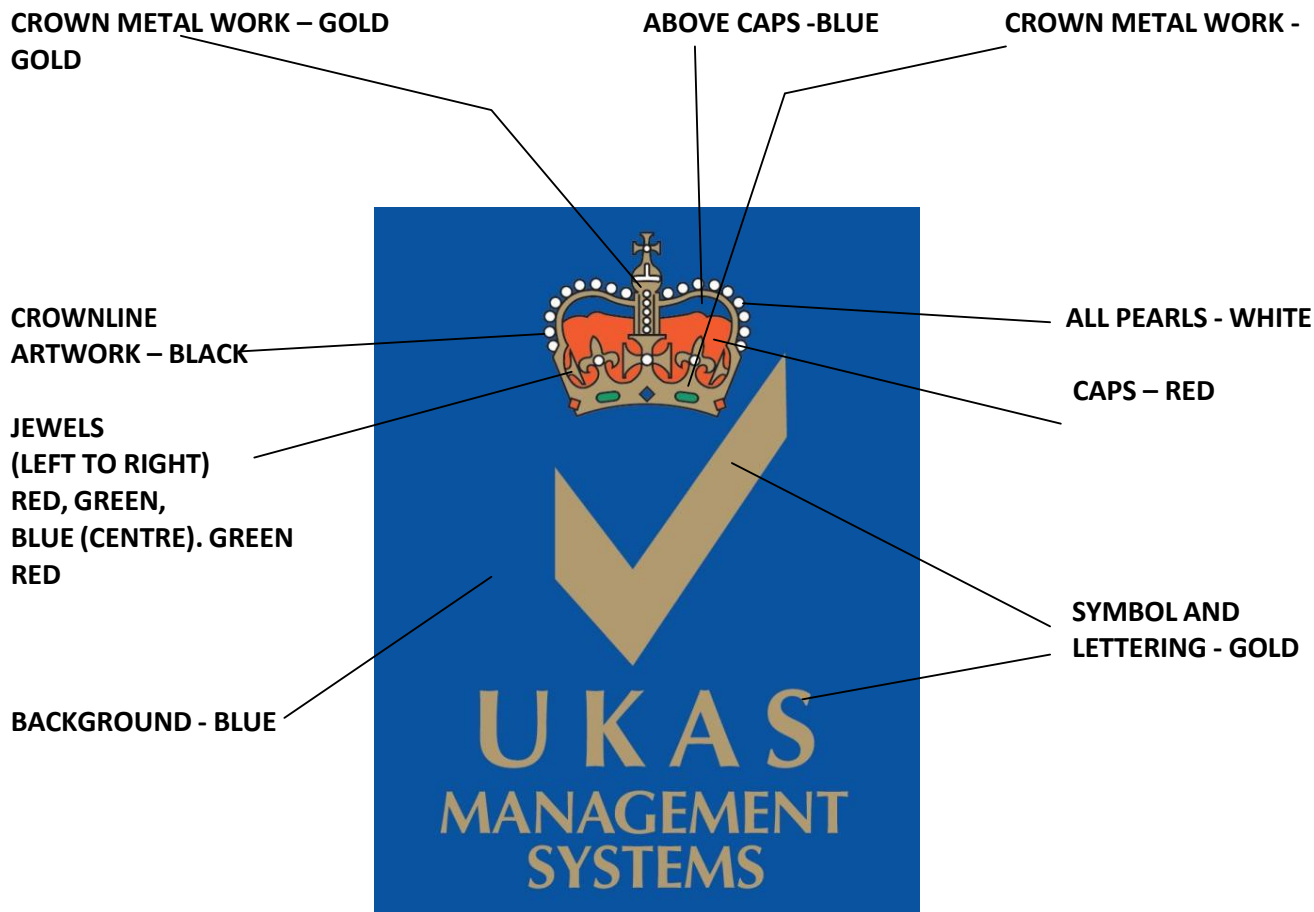 CROWN METAL WORK – GOLD ABOVE CAPS -BLUE CROWN METAL WORK -
GOLD
CROWNLINE
ARTWORK – BLACK
ALL PEARLS - WHITE
CAPS – RED
JEWELS
(LEFT TO RIGHT)
RED, GREEN,
BLUE (CENTRE). GREEN
RED
SYMBOL AND
LETTERING - GOLD
BACKGROUND - BLUE
UKAS
MANAGEMENT
SYSTEMS